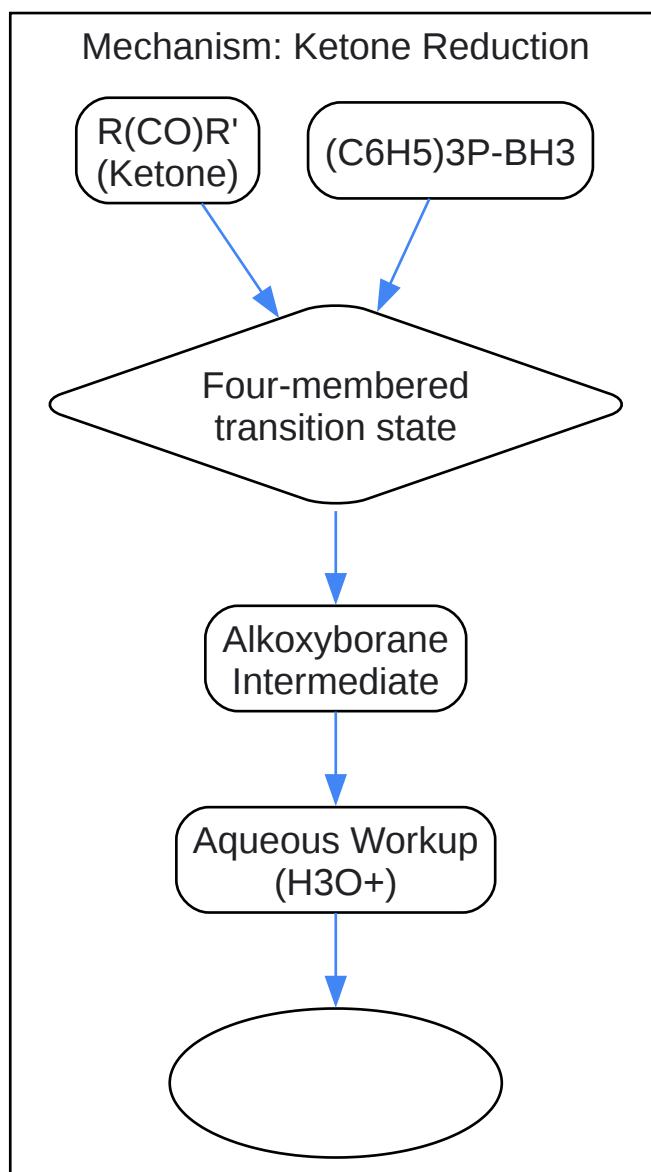 Mechanism: Ketone Reduction
R(CO)R'
(Ketone)
(C6H5)3P-BH3
Four-membered
transition state
Alkoxyborane
Intermediate
Aqueous Workup
(H3O+)